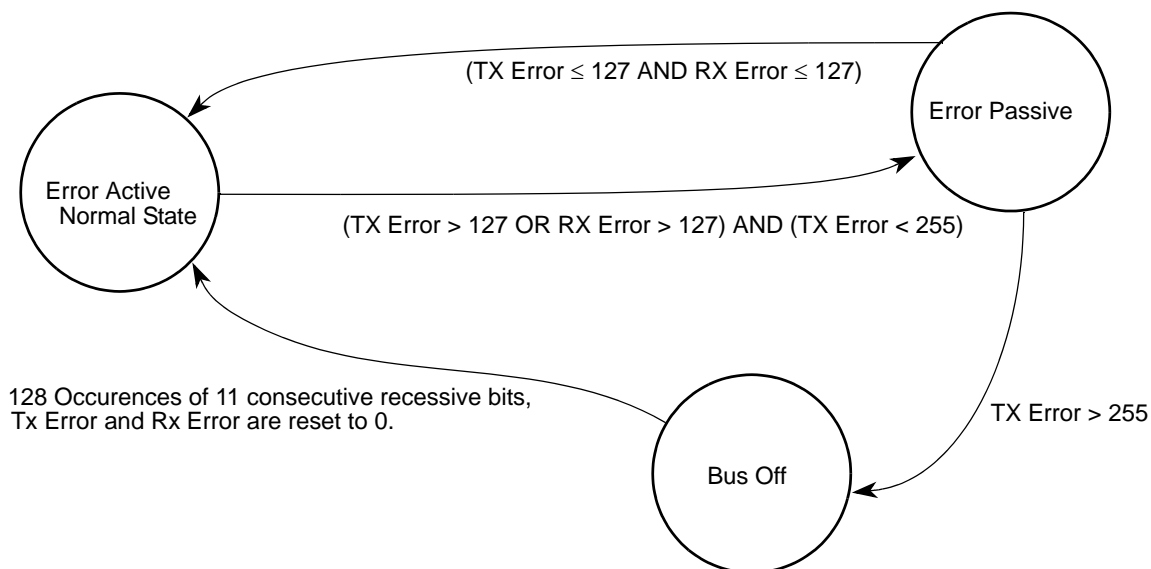 (TX Error ≤ 127 AND RX Error ≤ 127)
Error Passive
Error Active
Normal State
(TX Error > 127 OR RX Error > 127) AND (TX Error < 255)
128 Occurences of 11 consecutive recessive bits,
Tx Error and Rx Error are reset to 0.
TX Error > 255
Bus Off